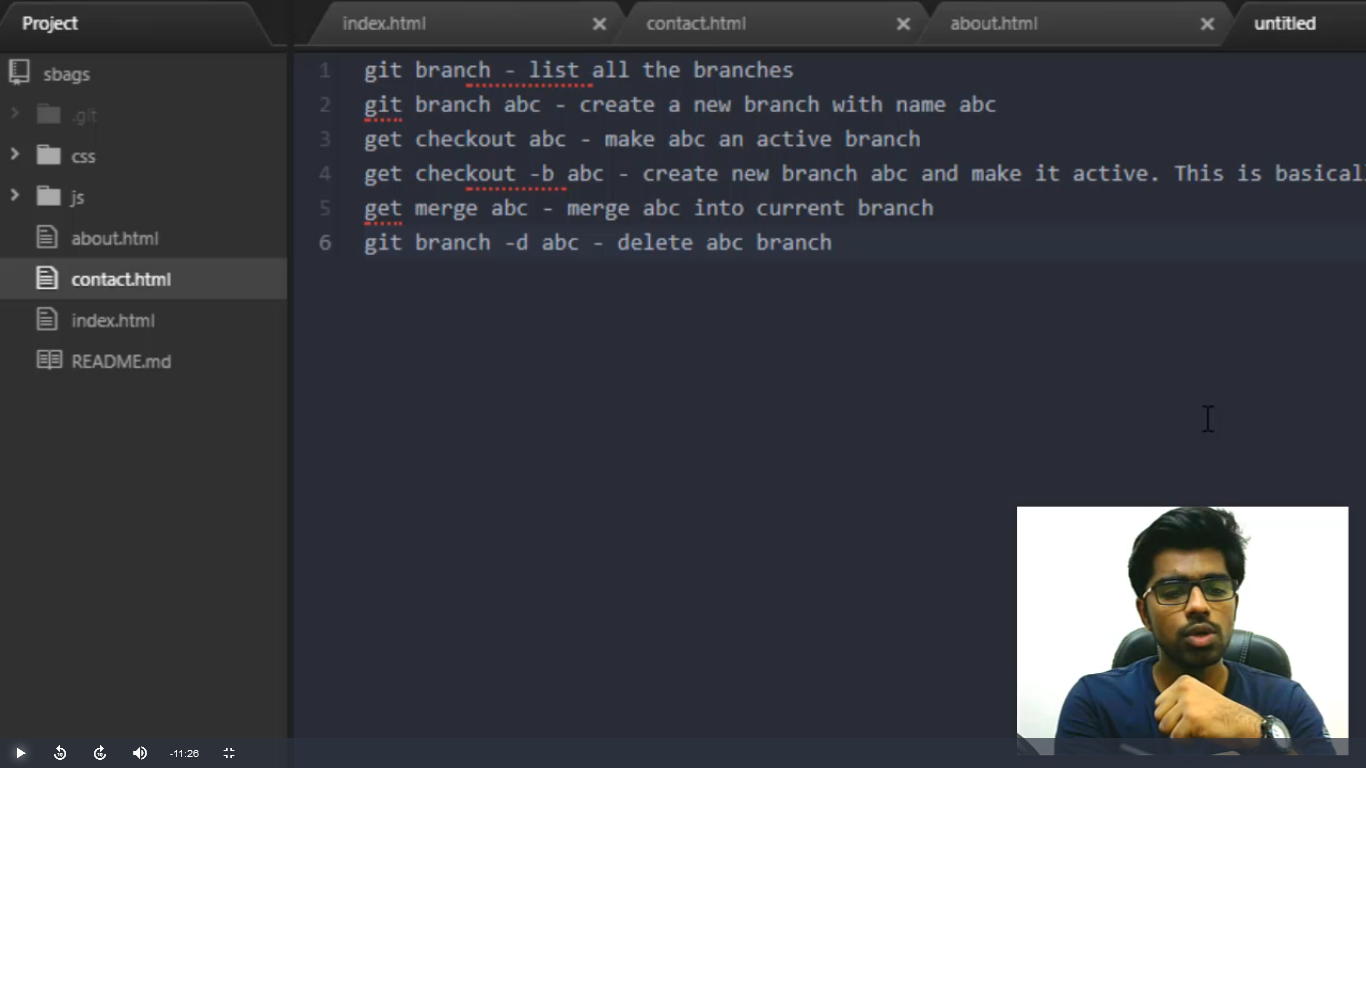 Project
index.html
contact.html
about.html
untitled
sbags
.git
css
js
about.html
contact.html
index.html
README.md
1 git branch - list all the branches
2 git branch abc - create a new branch with name abc
3 get checkout abc - make abc an active branch
4 get checkout -b abc - create new branch abc and make it active. This is basical
5 get merge abc - merge abc into current branch
6 git branch -d abc - delete abc branch
-11:26